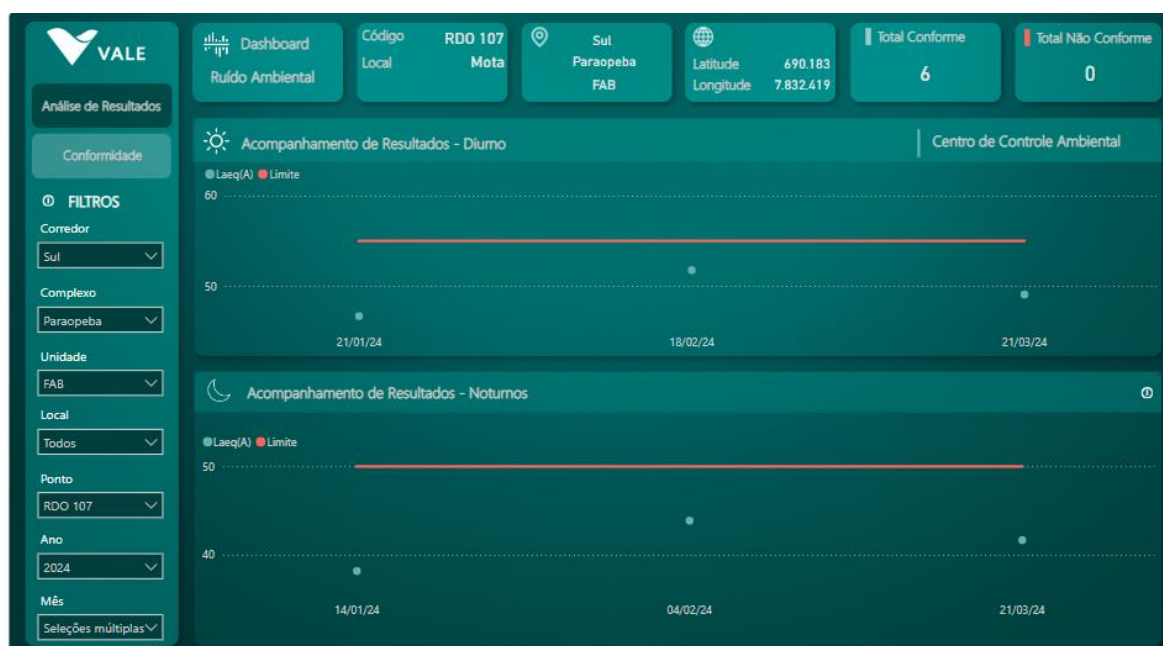 VALE
Análise de Resultados
Conformidade
FILTROS
Corredor
Sul
Complexo
Paraopeba
Unidade
FAB
Local
Todos
Ponto
RDO 107
Ano
2024
Mês
Seleções múltiplas
Dashboard
Ruído Ambiental
Código RDO 107
Local Mota
Sul
Paraopeba
FAB
Latitude 690.183
Longitude 7.832.419
Total Conforme
6
Total Não Conforme
0
Acompanhamento de Resultados - Diurno
Centro de Controle Ambiental
Laeq(A) Limite
60
50
21/01/24 18/02/24 21/03/24
Acompanhamento de Resultados - Noturnos
Laeq(A) Limite
50
40
14/01/24 04/02/24 21/03/24